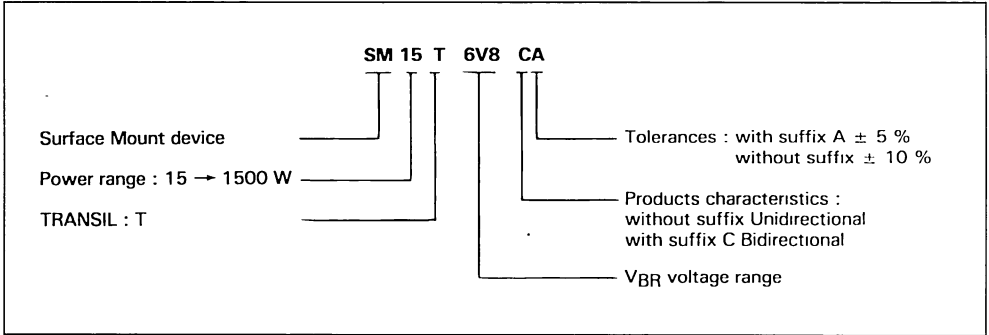 SM 15 T 6V8 CA
Surface Mount device
Power range : 15 → 1500 W
TRANSIL : T
Tolerances : with suffix A ± 5 %
without suffix ± 10 %
Products characteristics :
without suffix Unidirectional
with suffix C Bidirectional
VBR voltage range